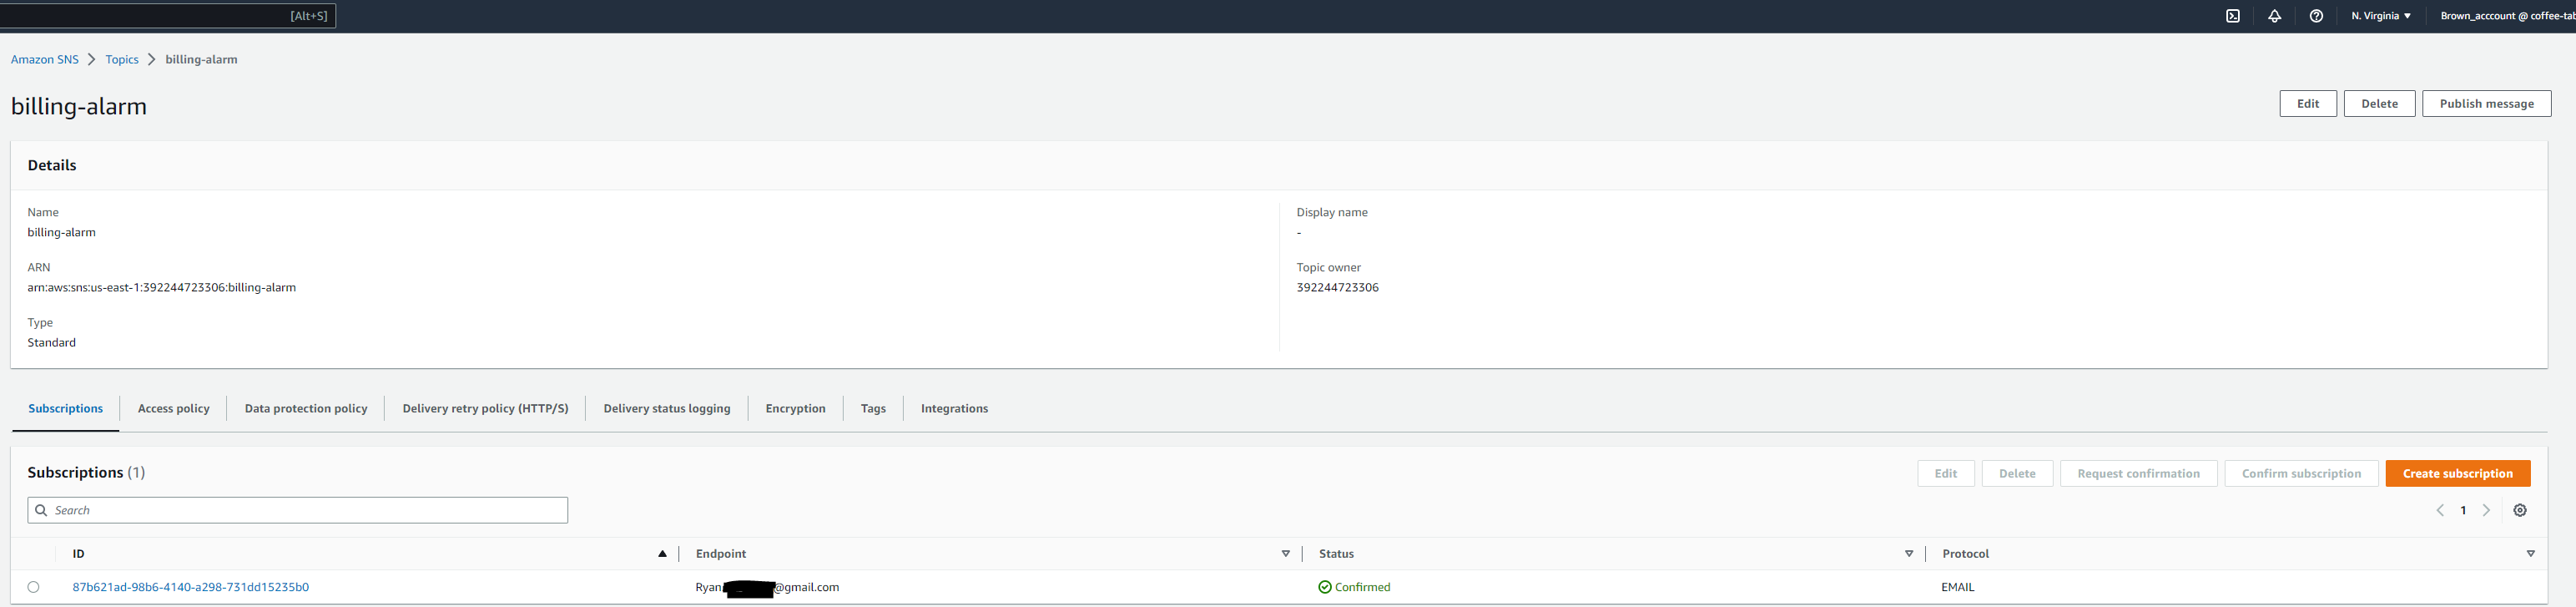 [Alt+S]
N. Virginia ▼
Brown_acccount @ coffee-tab
Amazon SNS > Topics > billing-alarm
billing-alarm
Edit
Delete
Publish message
Details
Name
billing-alarm
Display name
-
ARN
arn:aws:sns:us-east-1:392244723306:billing-alarm
Topic owner
392244723306
Type
Standard
Subscriptions
Access policy
Data protection policy
Delivery retry policy (HTTP/S)
Delivery status logging
Encryption
Tags
Integrations
Subscriptions (1)
Edit
Delete
Request confirmation
Confirm subscription
Create subscription
Search
1
ID
Endpoint
Status
Protocol
87b621ad-98b6-4140-a298-731dd15235b0
Ryan @gmail.com
Confirmed
EMAIL